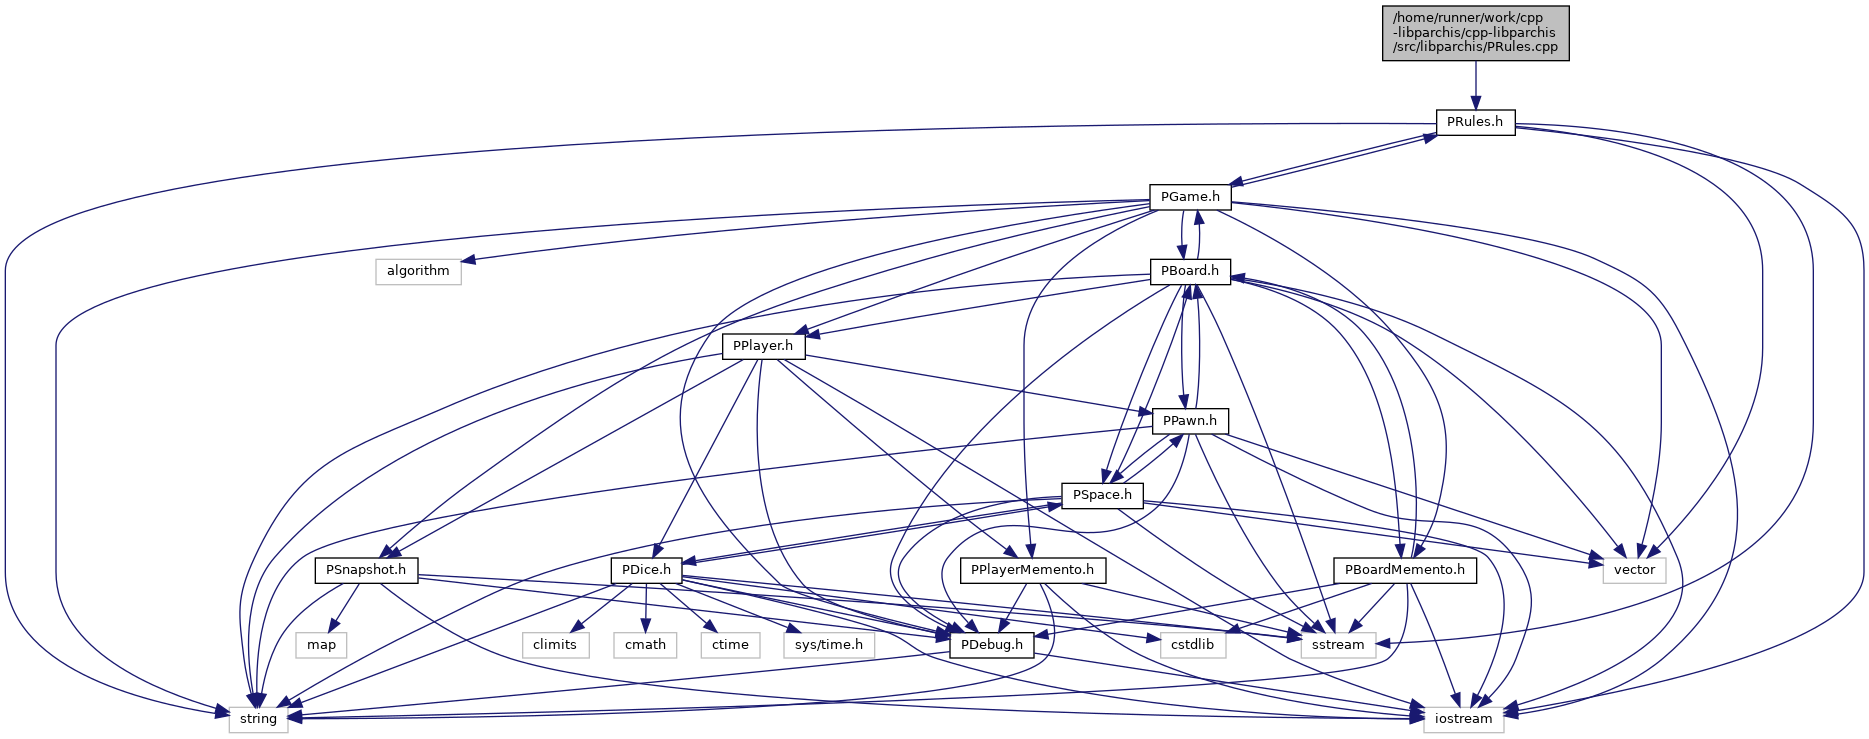 /home/runner/work/cpp
-libparchis/cpp-libparchis
/src/libparchis/PRules.cpp
PRules.h
PGame.h
algorithm
PBoard.h
PPlayer.h
PPawn.h
PSpace.h
PSnapshot.h
PDice.h
PPlayerMemento.h
PBoardMemento.h
vector
map
climits
cmath
ctime
sys/time.h
PDebug.h
cstdlib
sstream
string
iostream